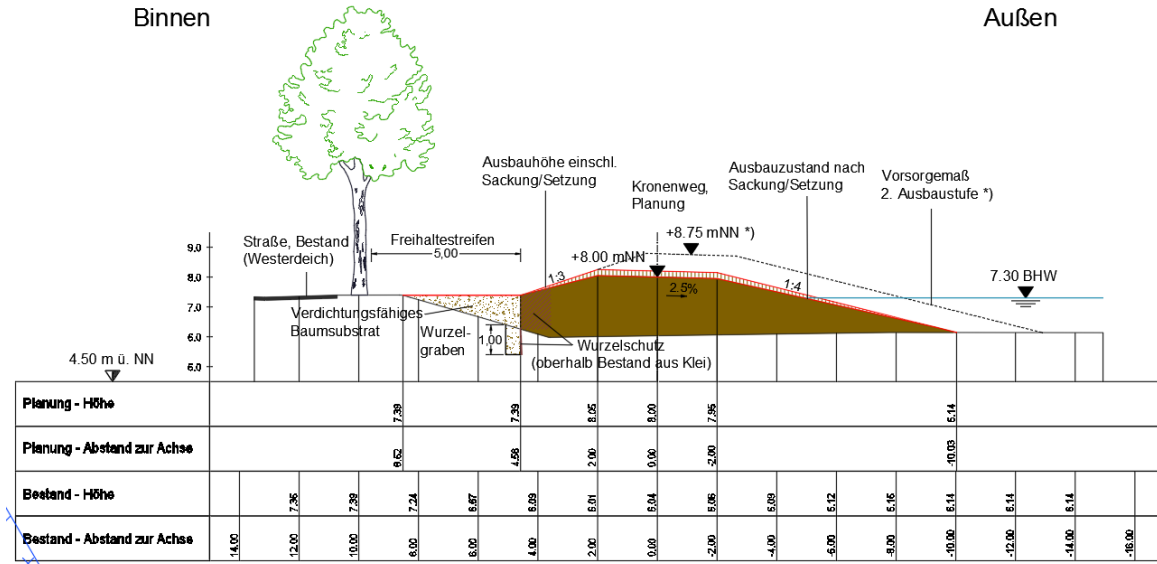 Binnen
Außen
Ausbauhöhe einschl.
Sackung/Setzung
Kronenweg,
Planung
Ausbauzustand nach
Sackung/Setzung
Vorsorgemaß
2. Ausbaustufe *)
+8.75 mNN *)
Straße, Bestand
(Westerdeich)
Freihaltestreifen
5,00
+8.00 mNN
7.30 BHW
9,0
8,0
7,0
6,0
5,0
1:3
2.5%
1:4
Verdichtungsfähiges
Baumsubstrat
Wurzel-
graben
1,00
Wurzelschutz
(oberhalb Bestand aus Klei)
4.50 m ü. NN
Planung - Höhe
7.39 7.39 8.05 8.00 7.95 6.14
Planung - Abstand zur Achse
4.58 2.00 0.00 -2.00 -10.03
Bestand - Höhe
7.36 7.39 7.24 6.67 6.09 6.01 6.04 6.06 6.09 6.12 6.15 6.14 6.14 6.14
Bestand - Abstand zur Achse
14.00 12.00 10.00 8.00 6.00 4.00 2.00 0.00 -2.00 -4.00 -6.00 -8.00 -10.00 -12.00 -14.00 -16.00